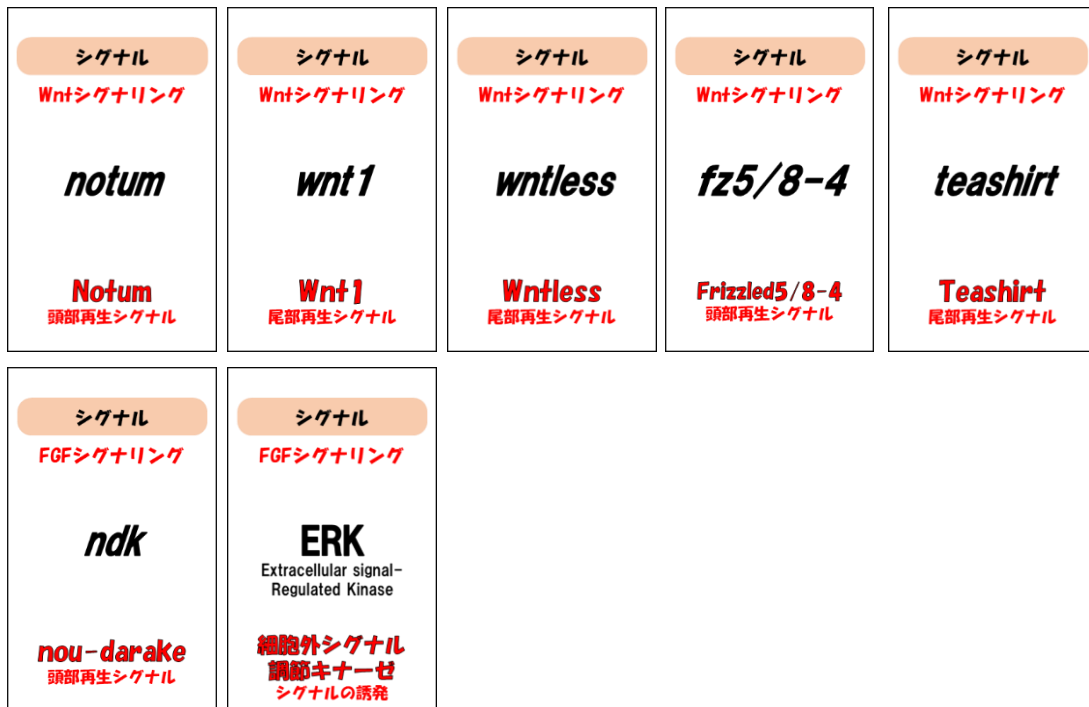 シグナル
Wntシグナリング
notum
Notum
頭部再生シグナル
シグナル
Wntシグナリング
wnt1
Wnt1
尾部再生シグナル
シグナル
Wntシグナリング
wntless
Wntless
尾部再生シグナル
シグナル
Wntシグナリング
fz5/8-4
Frizzled5/8-4
頭部再生シグナル
シグナル
Wntシグナリング
teashirt
Teashirt
尾部再生シグナル
シグナル
FGFシグナリング
ndk
nou-darake
頭部再生シグナル
シグナル
FGFシグナリング
ERK
Extracellular signal-
Regulated Kinase
細胞外シグナル
調節キナーゼ
シグナルの誘発